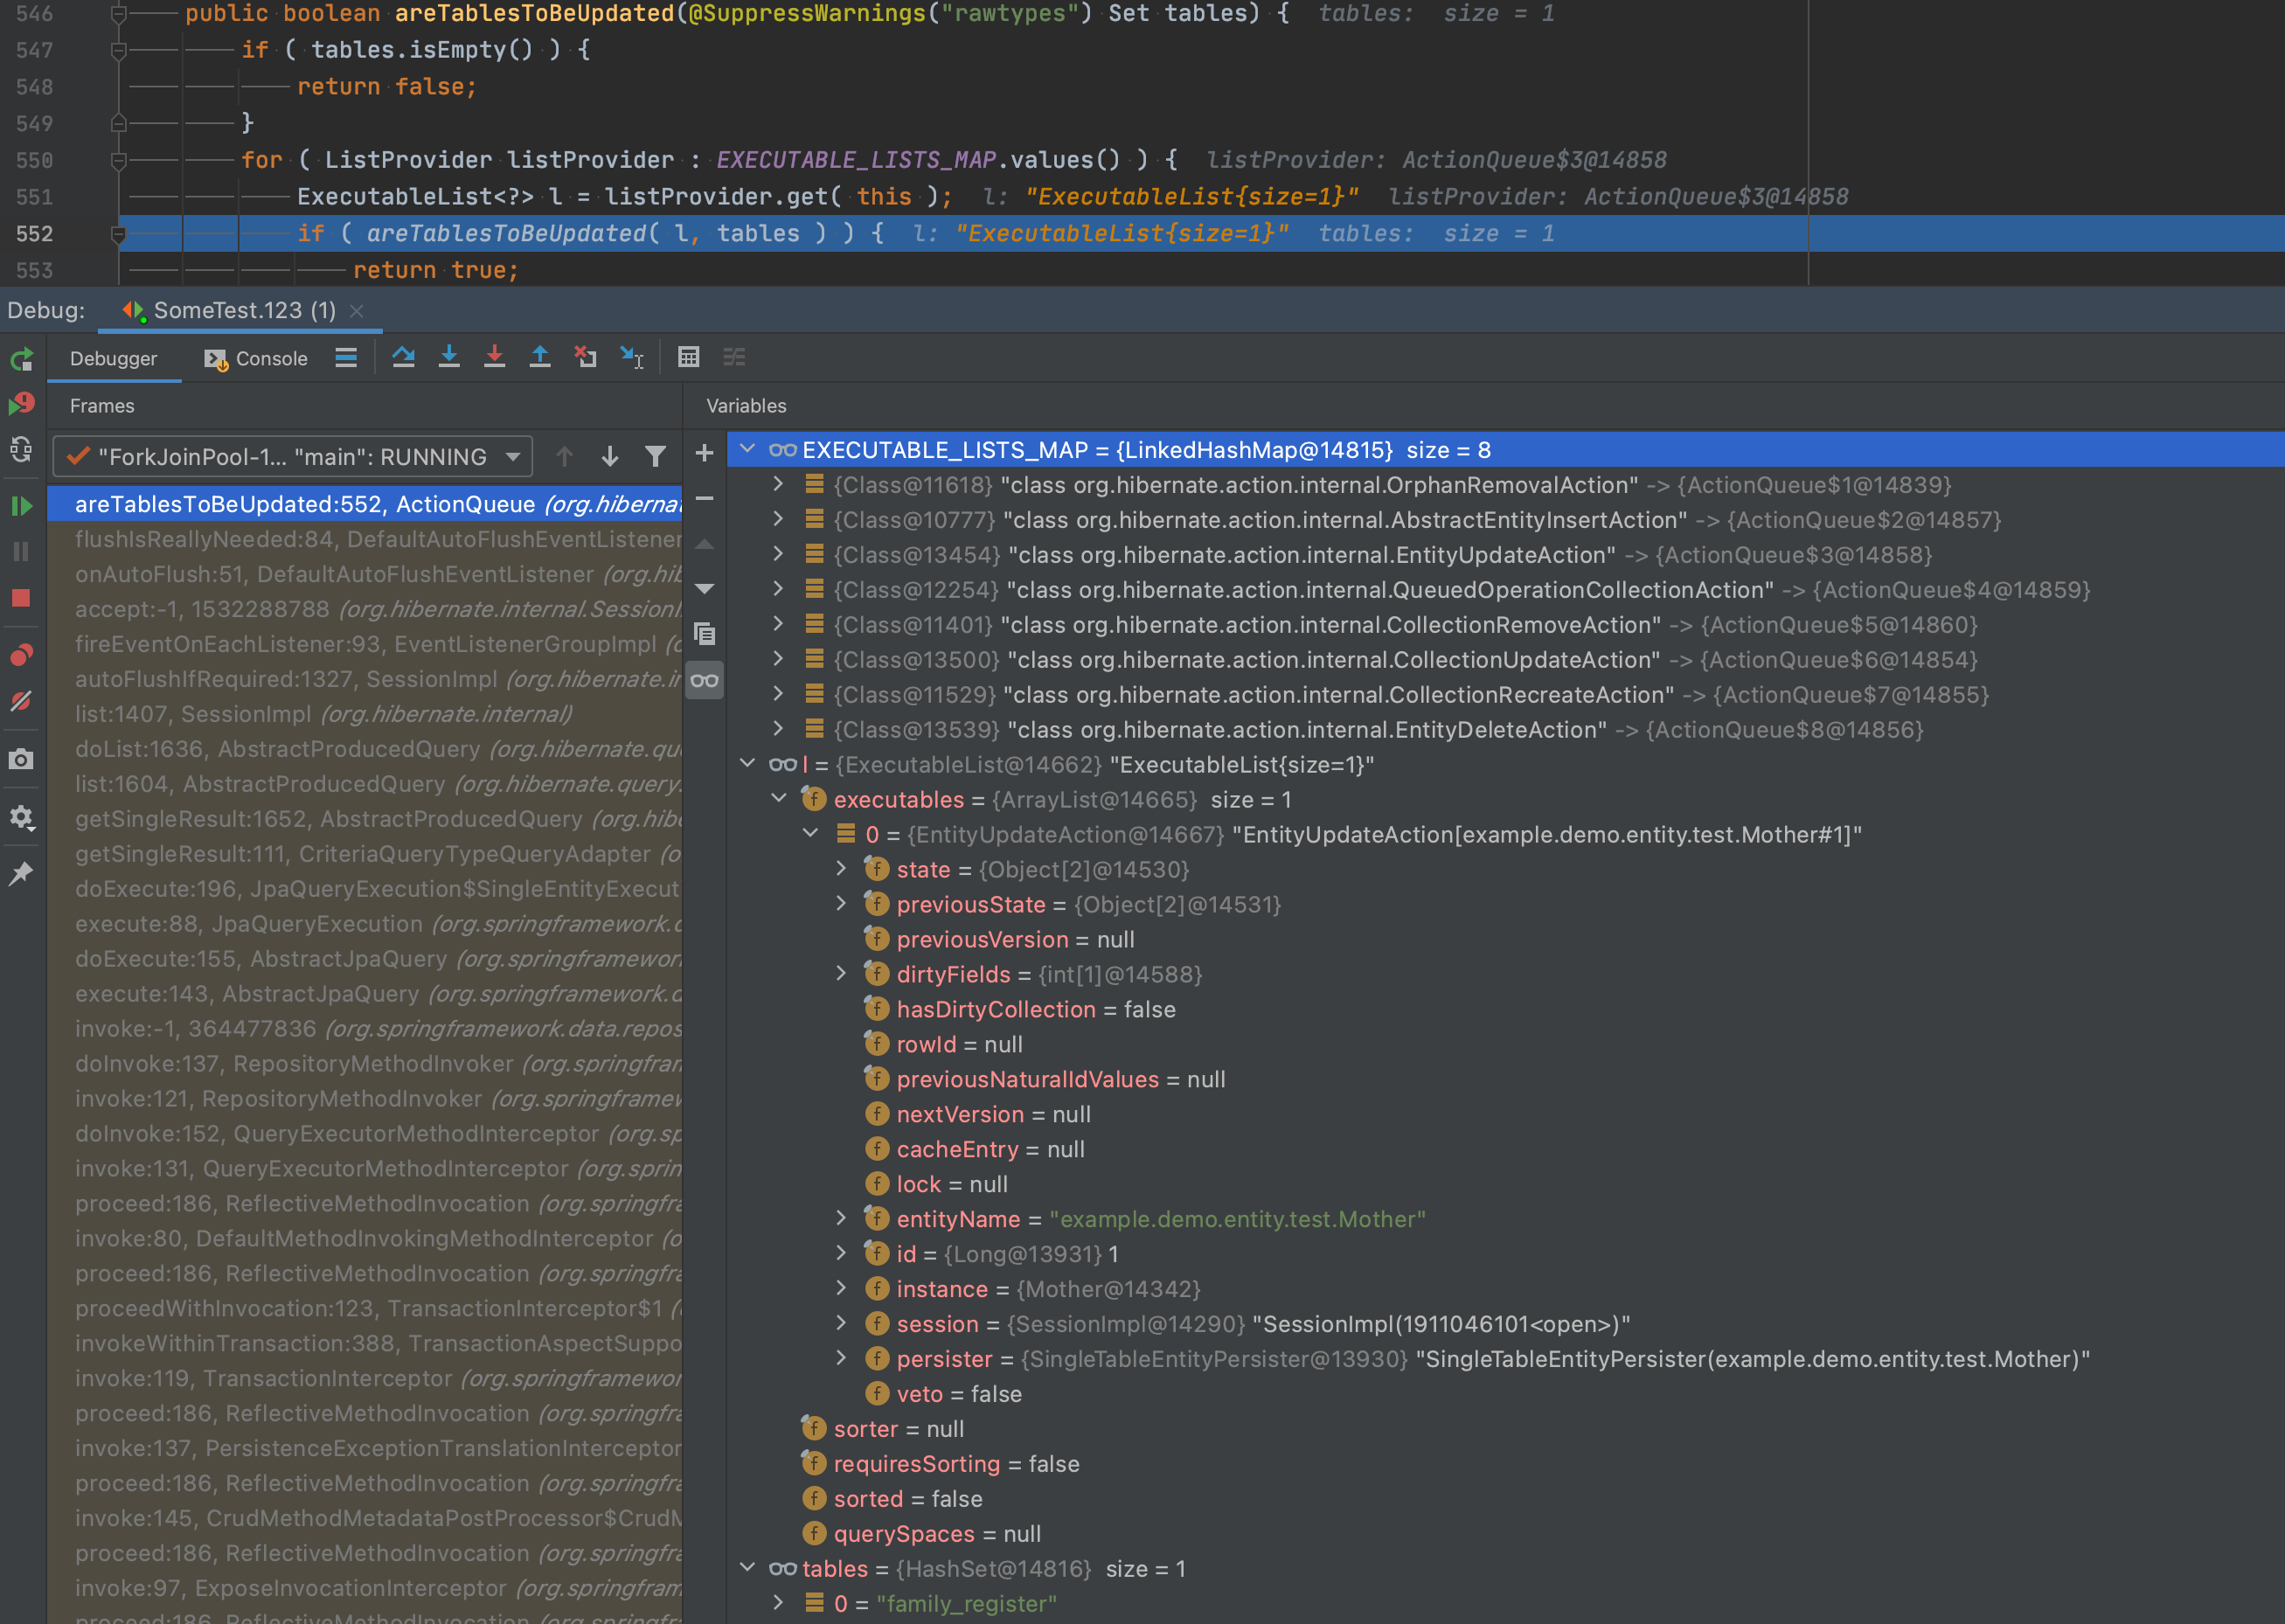 546 public boolean areTablesToBeUpdated(@SuppressWarnings("rawtypes") Set tables) { tables: size = 1
547 if ( tables.isEmpty() ) {
548 return false;
549 }
550 for ( ListProvider listProvider : EXECUTABLE_LISTS_MAP.values() ) { listProvider: ActionQueue$3@14858
551 ExecutableList<?> l = listProvider.get( this ); l: "ExecutableList{size=1}" listProvider: ActionQueue$3@14858
552 if ( areTablesToBeUpdated( l, tables ) ) { l: "ExecutableList{size=1}" tables: size = 1
553 return true;
Debug: SomeTest.123 (1)
Debugger Console
Frames
"ForkJoinPool-1... "main": RUNNING
areTablesToBeUpdated:552, ActionQueue (org.hiberna
flushIsReallyNeeded:84, DefaultAutoFlushEventListener
onAutoFlush:51, DefaultAutoFlushEventListener (org.hib
accept:-1, 1532288788 (org.hibernate.internal.SessionI
fireEventOnEachListener:93, EventListenerGroupImpl (o
autoFlushIfRequired:1327, SessionImpl (org.hibernate.ir
list:1407, SessionImpl (org.hibernate.internal)
doList:1636, AbstractProducedQuery (org.hibernate.qu
list:1604, AbstractProducedQuery (org.hibernate.query.
getSingleResult:1652, AbstractProducedQuery (org.hibe
getSingleResult:111, CriteriaQueryTypeQueryAdapter (o
doExecute:196, JpaQueryExecution$SingleEntityExecut
execute:88, JpaQueryExecution (org.springframework.c
doExecute:155, AbstractJpaQuery (org.springframewor
execute:143, AbstractJpaQuery (org.springframework.d
invoke:-1, 364477836 (org.springframework.data.repos
doInvoke:137, RepositoryMethodInvoker (org.springfran
invoke:121, RepositoryMethodInvoker (org.springframew
doInvoke:152, QueryExecutorMethodInterceptor (org.sp
invoke:131, QueryExecutorMethodInterceptor (org.sprin
proceed:186, ReflectiveMethodInvocation (org.springfra
invoke:80, DefaultMethodInvokingMethodInterceptor (o
proceed:186, ReflectiveMethodInvocation (org.springfra
proceedWithInvocation:123, TransactionInterceptor$1 (
invokeWithinTransaction:388, TransactionAspectSuppo
invoke:119, TransactionInterceptor (org.springframewor
proceed:186, ReflectiveMethodInvocation (org.springfra
invoke:137, PersistenceExceptionTranslationInterceptor
proceed:186, ReflectiveMethodInvocation (org.springfra
invoke:145, CrudMethodMetadataPostProcessor$CrudM
proceed:186, ReflectiveMethodInvocation (org.springfra
invoke:97, ExposeInvocationInterceptor (org.springfram
proceed:186, ReflectiveMethodInvocation (org.springfra
Variables
EXECUTABLE_LISTS_MAP = {LinkedHashMap@14815} size = 8
{Class@11618} "class org.hibernate.action.internal.OrphanRemovalAction" -> {ActionQueue$1@14839}
{Class@10777} "class org.hibernate.action.internal.AbstractEntityInsertAction" -> {ActionQueue$2@14857}
{Class@13454} "class org.hibernate.action.internal.EntityUpdateAction" -> {ActionQueue$3@14858}
{Class@12254} "class org.hibernate.action.internal.QueuedOperationCollectionAction" -> {ActionQueue$4@14859}
{Class@11401} "class org.hibernate.action.internal.CollectionRemoveAction" -> {ActionQueue$5@14860}
{Class@13500} "class org.hibernate.action.internal.CollectionUpdateAction" -> {ActionQueue$6@14854}
{Class@11529} "class org.hibernate.action.internal.CollectionRecreateAction" -> {ActionQueue$7@14855}
{Class@13539} "class org.hibernate.action.internal.EntityDeleteAction" -> {ActionQueue$8@14856}
l = {ExecutableList@14662} "ExecutableList{size=1}"
executables = {ArrayList@14665} size = 1
0 = {EntityUpdateAction@14667} "EntityUpdateAction[example.demo.entity.test.Mother#1]"
state = {Object[2]@14530}
previousState = {Object[2]@14531}
previousVersion = null
dirtyFields = {int[1]@14588}
hasDirtyCollection = false
rowId = null
previousNaturalIdValues = null
nextVersion = null
cacheEntry = null
lock = null
entityName = "example.demo.entity.test.Mother"
id = {Long@13931} 1
instance = {Mother@14342}
session = {SessionImpl@14290} "SessionImpl(1911046101<open>)"
persister = {SingleTableEntityPersister@13930} "SingleTableEntityPersister(example.demo.entity.test.Mother)"
veto = false
sorter = null
requiresSorting = false
sorted = false
querySpaces = null
tables = {HashSet@14816} size = 1
0 = "family_register"